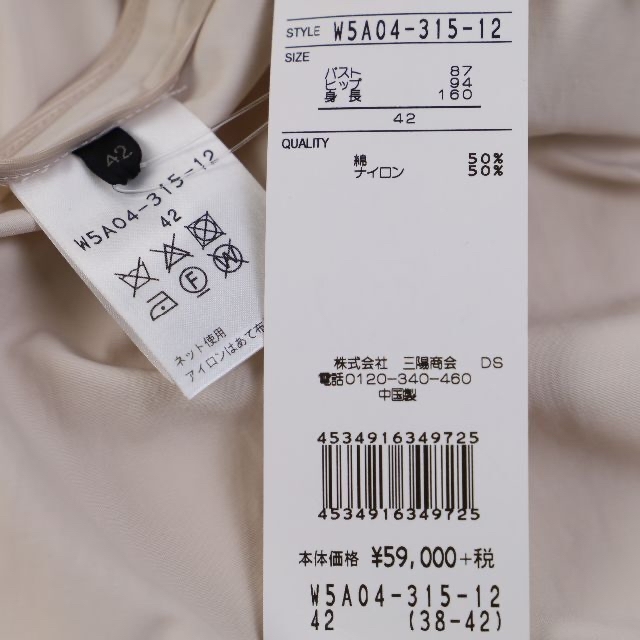 STYLE W5A04-315-12
SIZE
バスト 87
ヒップ 94
身長 160
42
QUALITY
綿 50%
ナイロン 50%
株式会社 三陽商会 DS
電話0120-340-460
中国製
4534916349725
4534916349725
本体価格 ¥59,000+税
W5A04-315-12
42 (38-42)
42
W5A04-315-12
42
F
W
ネット使用
アイロンはあて布